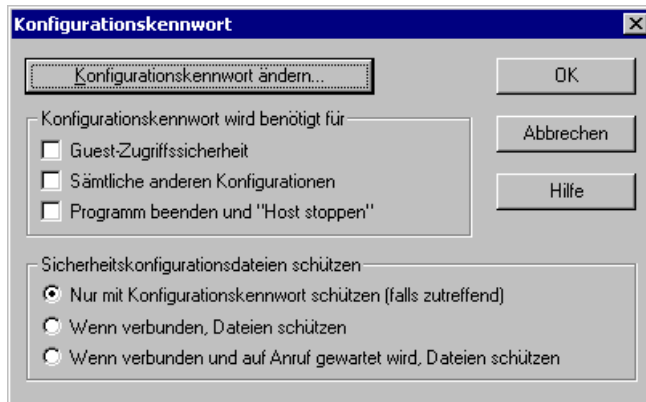 Konfigurationskennwort
Konfigurationskennwort ändern...
OK
Konfigurationskennwort wird benötigt für
Abbrechen
Guest-Zugriffssicherheit
Sämtliche anderen Konfigurationen
Hilfe
Programm beenden und "Host stoppen"
Sicherheitskonfigurationsdateien schützen
Nur mit Konfigurationskennwort schützen (falls zutreffend)
Wenn verbunden, Dateien schützen
Wenn verbunden und auf Anruf gewartet wird, Dateien schützen